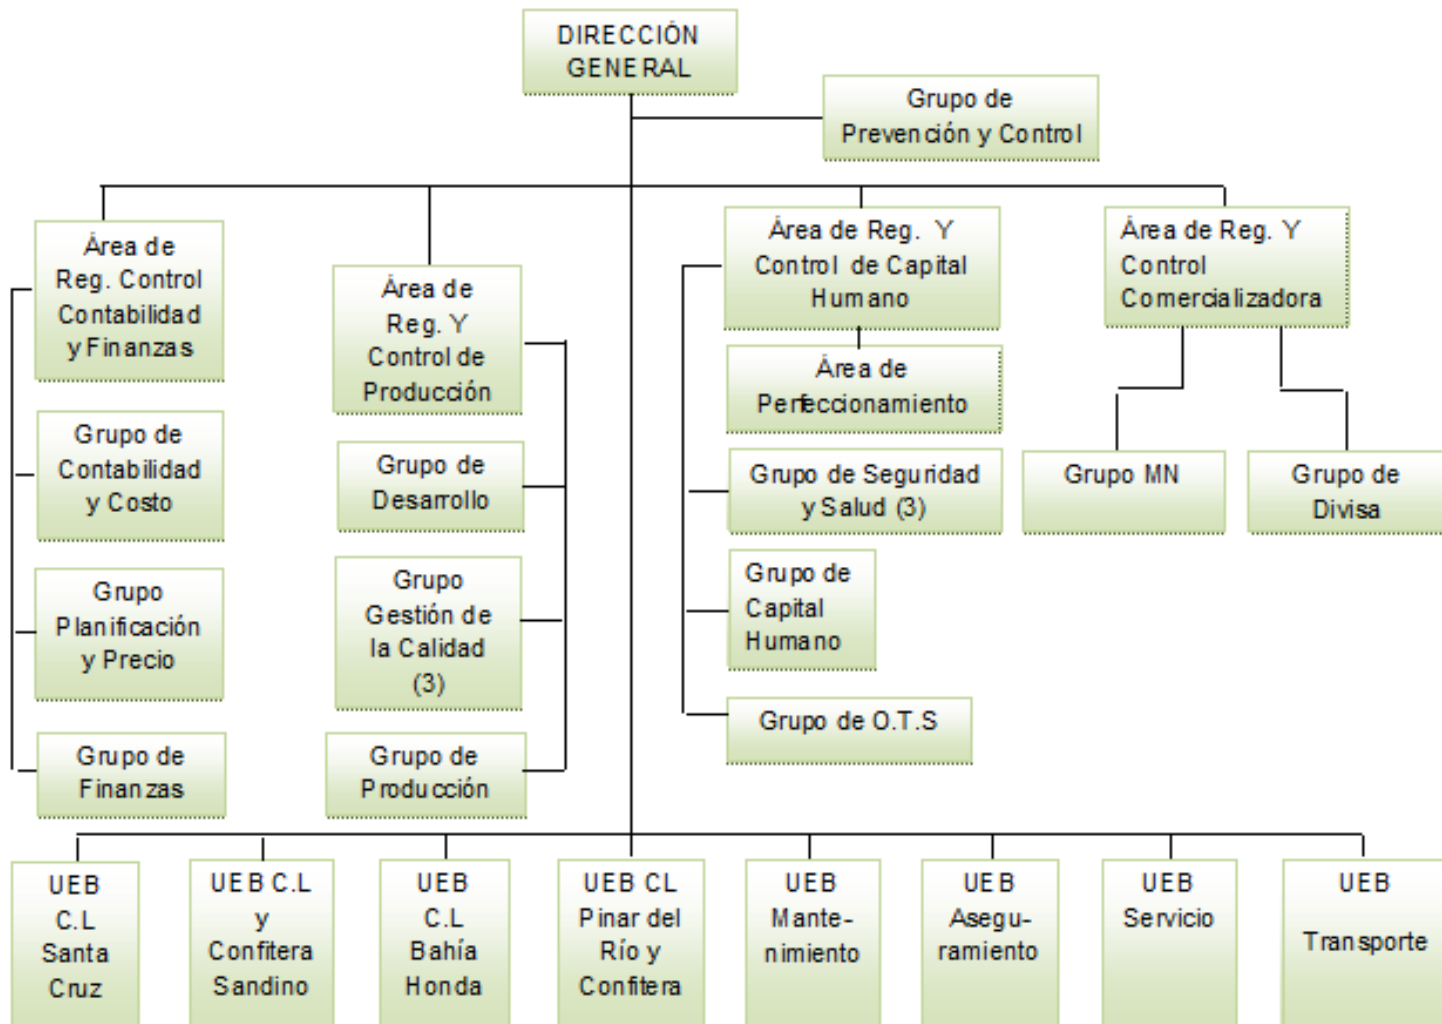 DIRECCIÓN
GENERAL
Grupo de
Prevención y Control
Área de
Reg. Control
Contabilidad
y Finanzas
Área de
Reg. Y
Control de
Producción
Área de Reg. Y
Control de Capital
Humano
Área de Reg. Y
Control
Comercializadora
Área de
Perfeccionamiento
Grupo de
Contabilidad
y Costo
Grupo de
Desarrollo
Grupo de Seguridad
y Salud (3)
Grupo MN
Grupo de
Divisa
Grupo
Planificación
y Precio
Grupo
Gestión de
la Calidad
(3)
Grupo de
Capital
Humano
Grupo de O.T.S
Grupo de
Finanzas
Grupo de
Producción
UEB
C.L
Santa
Cruz
UEB C.L
y
Confitera
Sandino
UEB
C.L
Bahía
Honda
UEB CL
Pinar del
Río y
Confitera
UEB
Mante-
nimiento
UEB
Asegu-
ramiento
UEB
Servicio
UEB
Transporte